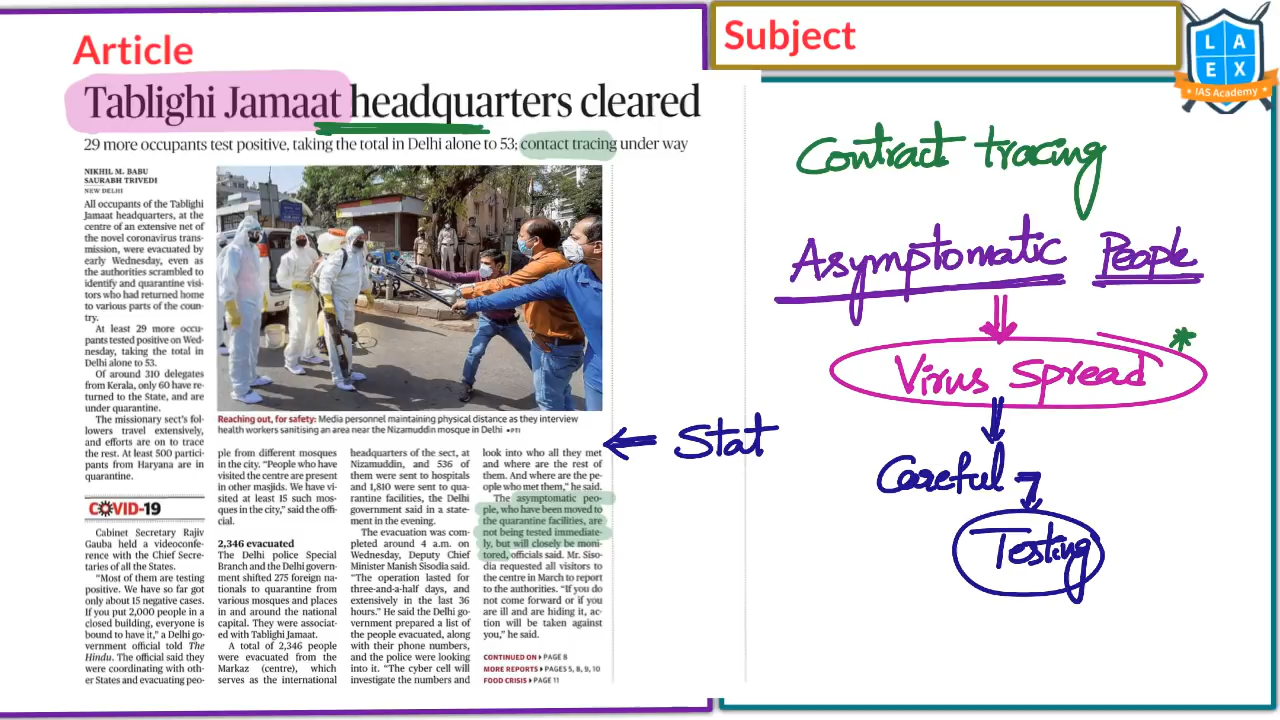 Article
Subject
L A
E X
IAS Academy
Tablighi Jamaat headquarters cleared
29 more occupants test positive, taking the total in Delhi alone to 53; contact tracing under way
NIKHIL M. BABU
SAURABH TRIVEDI
NEW DELHI
All occupants of the Tablighi
Jamaat headquarters, at the
centre of an extensive net of
the novel coronavirus trans-
mission, were evacuated by
early Wednesday, even as
the authorities scrambled to
identify and quarantine visi-
tors who had returned home
to various parts of the coun-
try.
At least 29 more occu-
pants tested positive on Wed-
nesday, taking the total in
Delhi alone to 53.
Of around 310 delegates
from Kerala, only 60 have re-
turned to the State, and are
under quarantine.
The missionary sect's fol-
lowers travel extensively,
and efforts are on to trace
the rest. At least 500 partici-
pants from Haryana are in
quarantine.
COVID-19
Cabinet Secretary Rajiv
Gauba held a videoconfe-
rence with the Chief Secre-
taries of all the States.
"Most of them are testing
positive. We have so far got
only about 15 negative cases.
If you put 2,000 people in a
closed building, everyone is
bound to have it," a Delhi go-
vernment official told The
Hindu. The official said they
were coordinating with oth-
er States and evacuating peo-
Reaching out, for safety: Media personnel maintaining physical distance as they interview
health workers sanitising an area near the Nizamuddin mosque in Delhi • PTI
ple from different mosques
in the city. "People who have
visited the centre are present
in other masjids. We have vi-
sited at least 15 such mos-
ques in the city," said the offi-
cial.
2,346 evacuated
The Delhi police Special
Branch and the Delhi govern-
ment shifted 275 foreign na-
tionals to quarantine from
various mosques and places
in and around the national
capital. They were associat-
ed with Tablighi Jamaat.
A total of 2,346 people
were evacuated from the
Markaz (centre), which
serves as the international
headquarters of the sect, at
Nizamuddin, and 536 of
them were sent to hospitals
and 1,810 were sent to qua-
rantine facilities, the Delhi
government said in a state-
ment in the evening.
The evacuation was com-
pleted around 4 a.m. on
Wednesday, Deputy Chief
Minister Manish Sisodia said.
"The operation lasted for
three-and-a-half days, and
extensively in the last 36
hours." He said the Delhi go-
vernment prepared a list of
the people evacuated, along
with their phone numbers,
and the police were looking
into it. "The cyber cell will
investigate the numbers and
look into who all they met
and where are the rest of
them. And where are the peo-
ple who met them," he said.
The asymptomatic peo-
ple, who have been moved to
the quarantine facilities, are
not being tested immediate-
ly, but will closely be moni-
tored, officials said. Mr. Siso-
dia requested all visitors to
the centre in March to report
to the authorities. "If you do
not come forward or if you
are ill and are hiding it, ac-
tion will be taken against
you," he said.
CONTINUED ON ▸ PAGE 8
MORE REPORTS ▸ PAGES 5, 8, 9, 10
FOOD CRISIS ▸ PAGE 11
Contract tracing
Asymptomatic People
Virus Spread
Stat
Careful
Testing